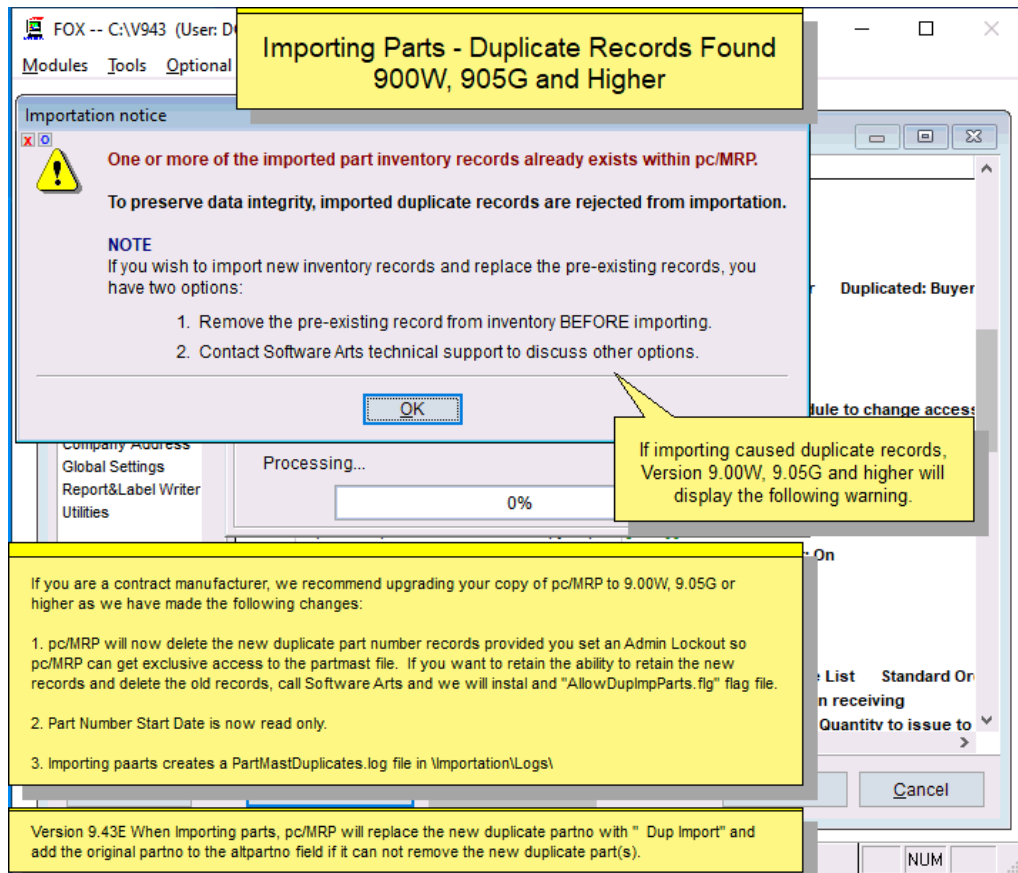 FOX -- C:\V943 (User: D
Importing Parts - Duplicate Records Found
900W, 905G and Higher
Modules Tools Optional
Importation notice
One or more of the imported part inventory records already exists within pc/MRP.
To preserve data integrity, imported duplicate records are rejected from importation.
NOTE
If you wish to import new inventory records and replace the pre-existing records, you
have two options:
1. Remove the pre-existing record from inventory BEFORE importing.
2. Contact Software Arts technical support to discuss other options.
OK
r Duplicated: Buyer
dule to change access
If importing caused duplicate records,
Version 9.00W, 9.05G and higher will
display the following warning.
Company Address
Global Settings
Report&Label Writer
Utilities
Processing...
0%
: On
If you are a contract manufacturer, we recommend upgrading your copy of pc/MRP to 9.00W, 9.05G or
higher as we have made the following changes:
1. pc/MRP will now delete the new duplicate part number records provided you set an Admin Lockout so
pc/MRP can get exclusive access to the partmast file. If you want to retain the ability to retain the new
records and delete the old records, call Software Arts and we will instal and "AllowDupImpParts.flg" flag file.
2. Part Number Start Date is now read only.
3. Importing paarts creates a PartMastDuplicates.log file in \Importation\Logs\
e List Standard Or
n receiving
Quantity to issue to
Cancel
Version 9.43E When Importing parts, pc/MRP will replace the new duplicate partno with " Dup Import" and
add the original partno to the altpartno field if it can not remove the new duplicate part(s).
NUM